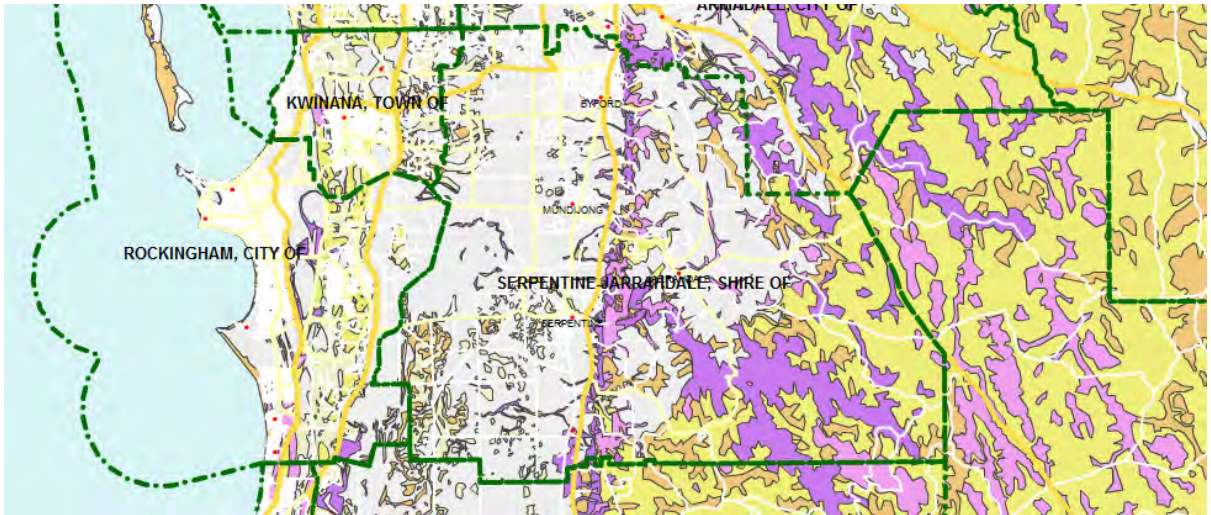 ARMADALE, CITY OF
KWINANA, TOWN OF
BYFORD
MUNDIJONG
ROCKINGHAM, CITY OF
SERPENTINE-JARRAHDALE, SHIRE OF
SERPENTINE